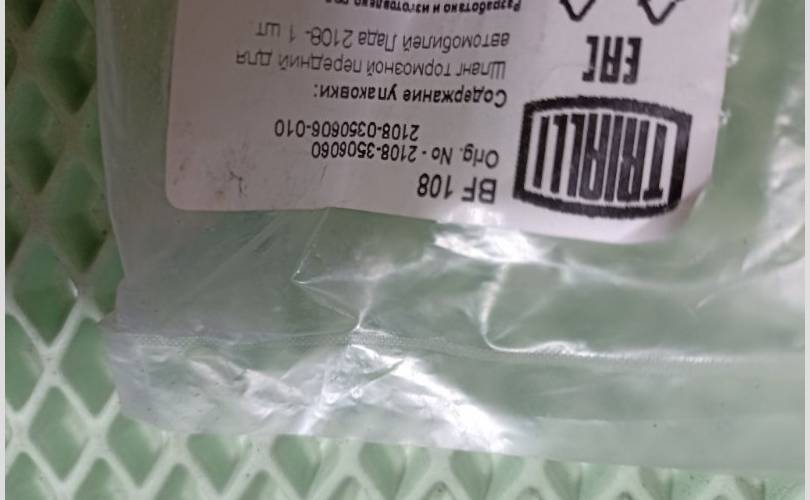 TRIALLI
BF 108
Orig. No - 2108-3506060
2108-0350606-010
Содержание упаковки:
Шланг тормозной передний для
автомобилей Лада 2108- 1 шт.
EAC
Разработано и изготовлено